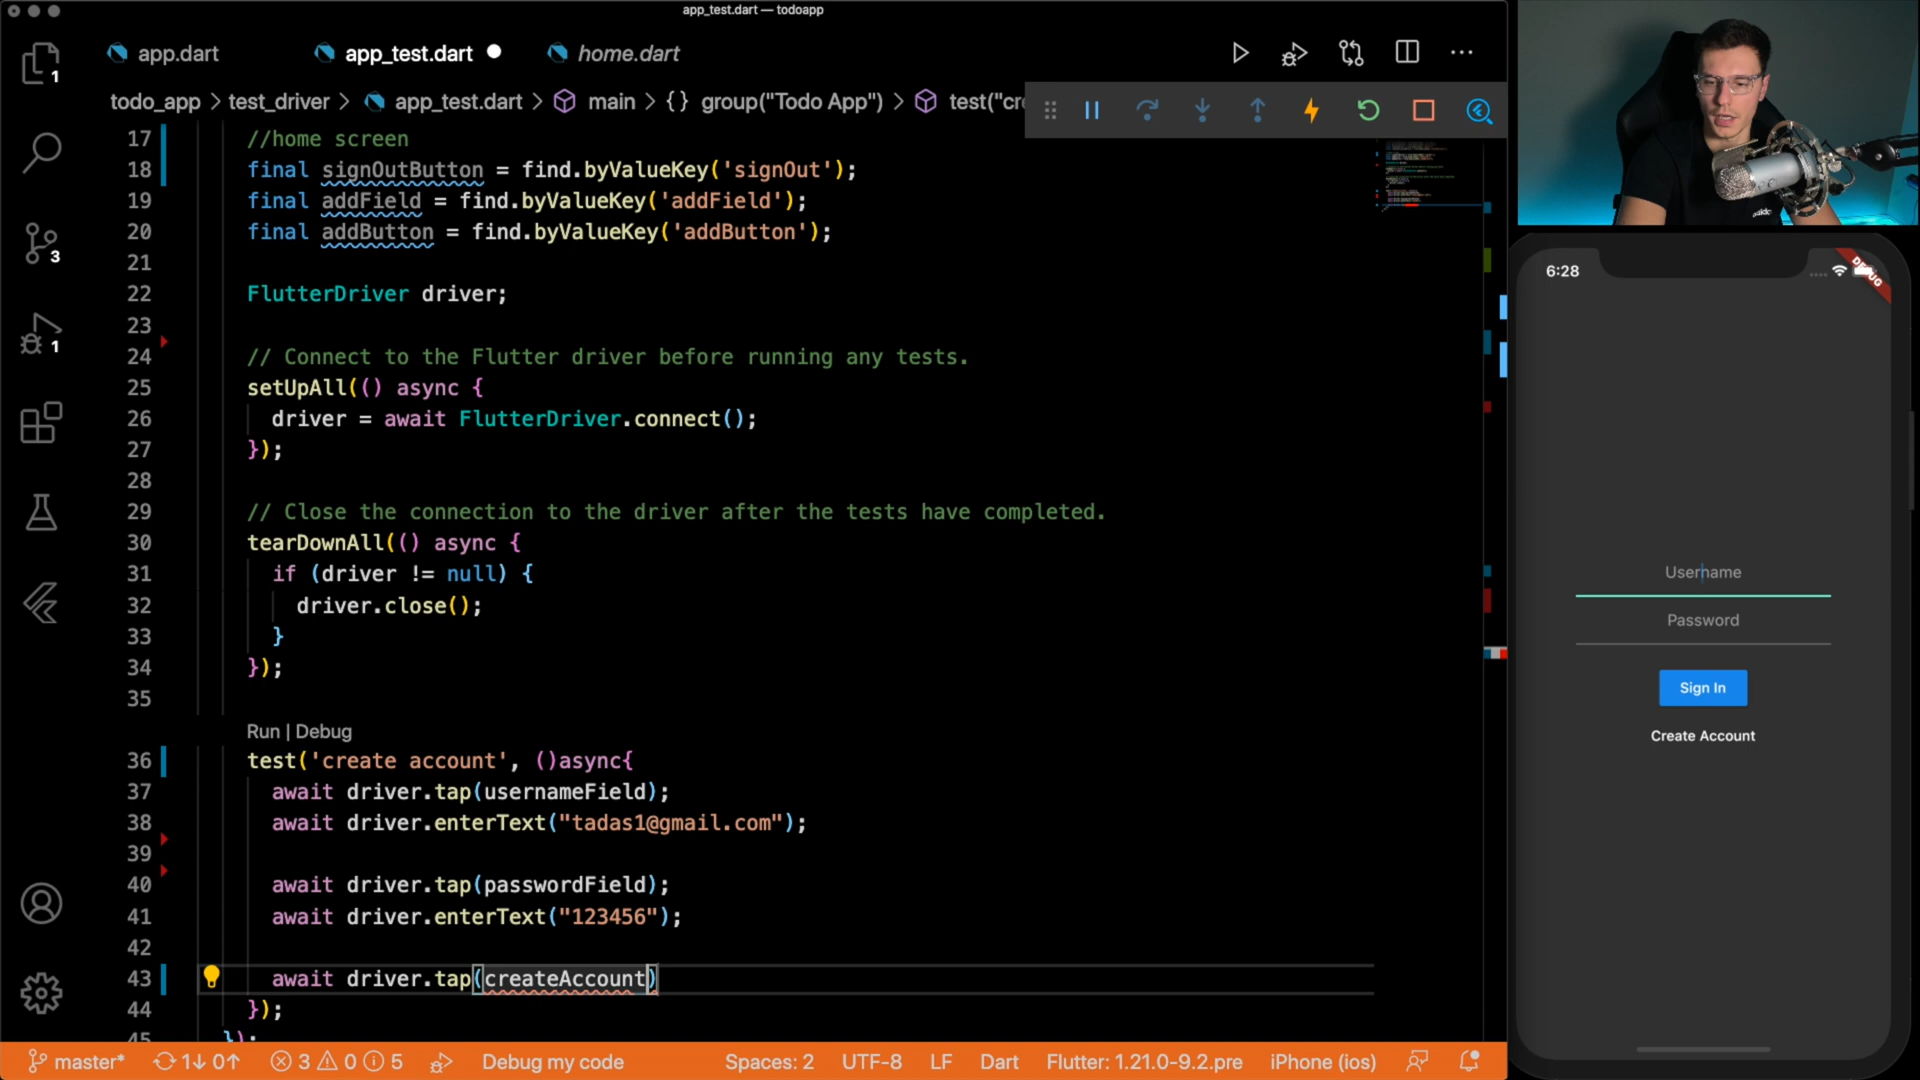 app_test.dart — todoapp
app.dart
app_test.dart
home.dart
todo_app > test_driver > app_test.dart > main > {} group("Todo App") > test("cre
17 //home screen
18 final signOutButton = find.byValueKey('signOut');
19 final addField = find.byValueKey('addField');
20 final addButton = find.byValueKey('addButton');
21
22 FlutterDriver driver;
23
24 // Connect to the Flutter driver before running any tests.
25 setUpAll(() async {
26 driver = await FlutterDriver.connect();
27 });
28
29 // Close the connection to the driver after the tests have completed.
30 tearDownAll(() async {
31 if (driver != null) {
32 driver.close();
33 }
34 });
35
Run | Debug
36 test('create account', ()async{
37 await driver.tap(usernameField);
38 await driver.enterText("tadas1@gmail.com");
39
40 await driver.tap(passwordField);
41 await driver.enterText("123456");
42
43 await driver.tap(createAccount)
44 });
45 });
1
3
1
master* 1↓ 0↑ 3 0 5 Debug my code Spaces: 2 UTF-8 LF Dart Flutter: 1.21.0-9.2.pre iPhone (ios)
6:28
DEBUG
Username
Password
Sign In
Create Account